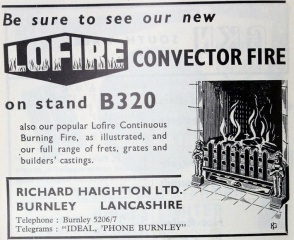 Be sure to see our new
LOFIRE CONVECTOR FIRE
on stand B320
also our popular Lofire Continuous
Burning Fire, as illustrated, and
our full range of frets, grates and
builders' castings.
RICHARD HAIGHTON LTD.
BURNLEY LANCASHIRE
Telephone : Burnley 5206/7
Telegrams : "IDEAL, 'PHONE BURNLEY"